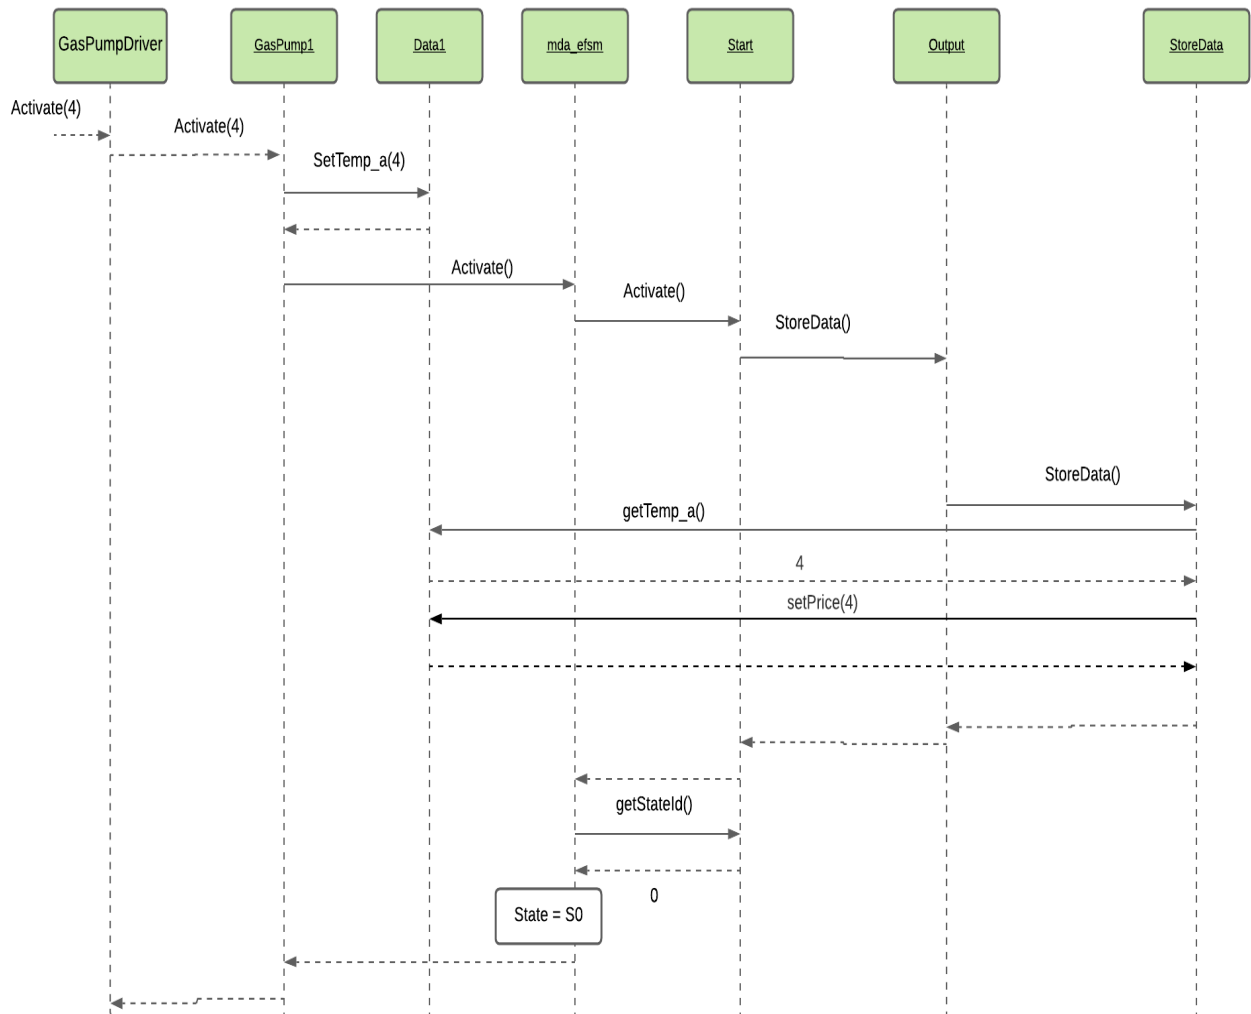 GasPumpDriver
GasPump1
Data1
mda_efsm
Start
Output
StoreData
Activate(4)
Activate(4)
SetTemp_a(4)
Activate()
Activate()
StoreData()
StoreData()
getTemp_a()
4
setPrice(4)
getStateId()
0
State = S0